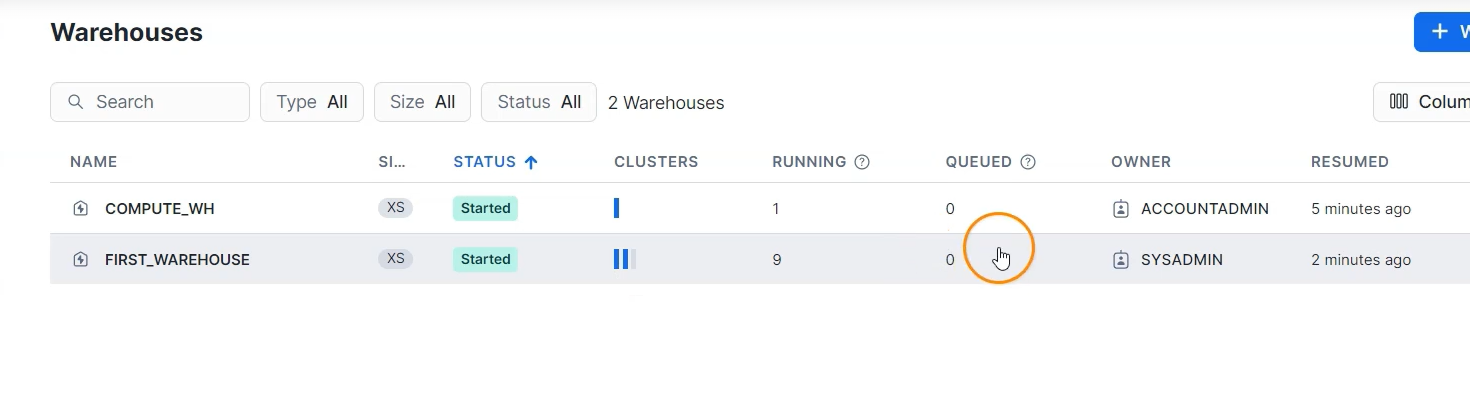 Warehouses
+ W
Search Type All Size All Status All 2 Warehouses Colum
NAME SI... STATUS CLUSTERS RUNNING QUEUED OWNER RESUMED
COMPUTE_WH XS Started 1 0 ACCOUNTADMIN 5 minutes ago
FIRST_WAREHOUSE XS Started 9 0 SYSADMIN 2 minutes ago